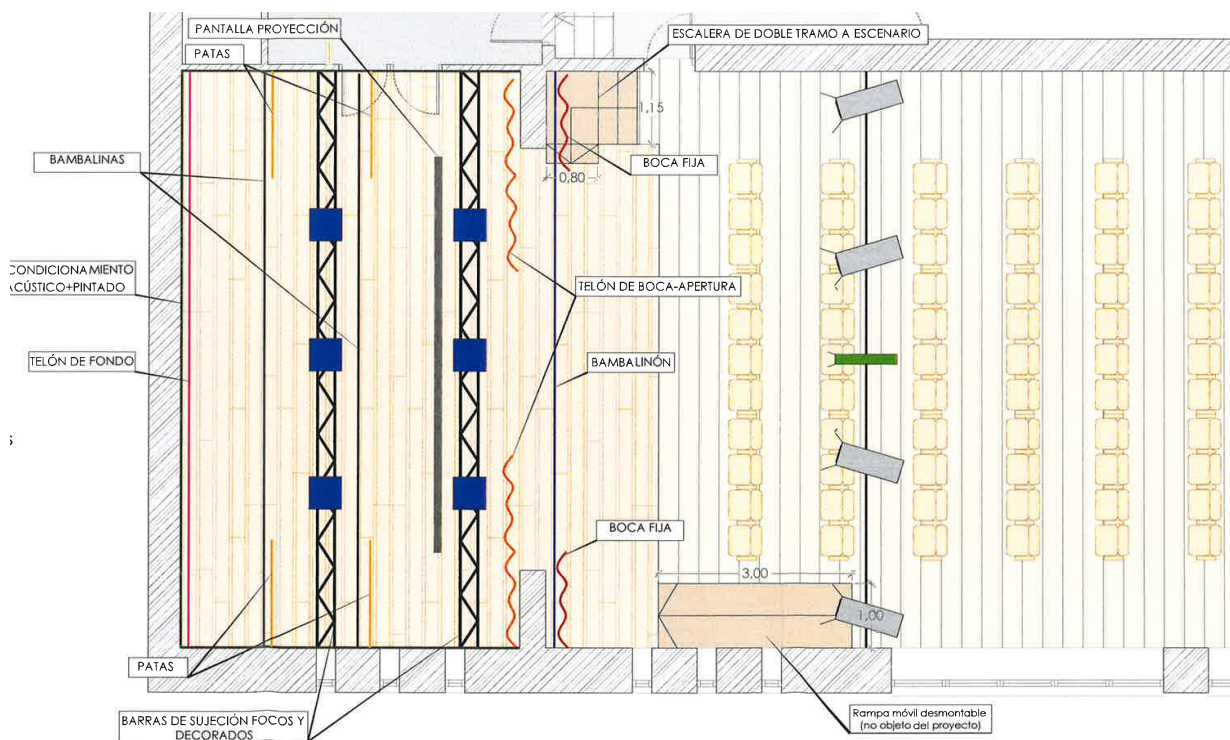 PANTALLA PROYECCIÓN
ESCALERA DE DOBLE TRAMO A ESCENARIO
PATAS
1,15
BAMBALINAS
BOCA FIJA
0,80
CONDICIONAMIENTO
ACÚSTICO+PINTADO
TELÓN DE BOCA-APERTURA
TELÓN DE FONDO
BAMBALINÓN
s
BOCA FIJA
3,00
1,00
PATAS
BARRAS DE SUJECIÓN FOCOS Y
DECORADOS
Rampa móvil desmontable
(no objeto del proyecto)